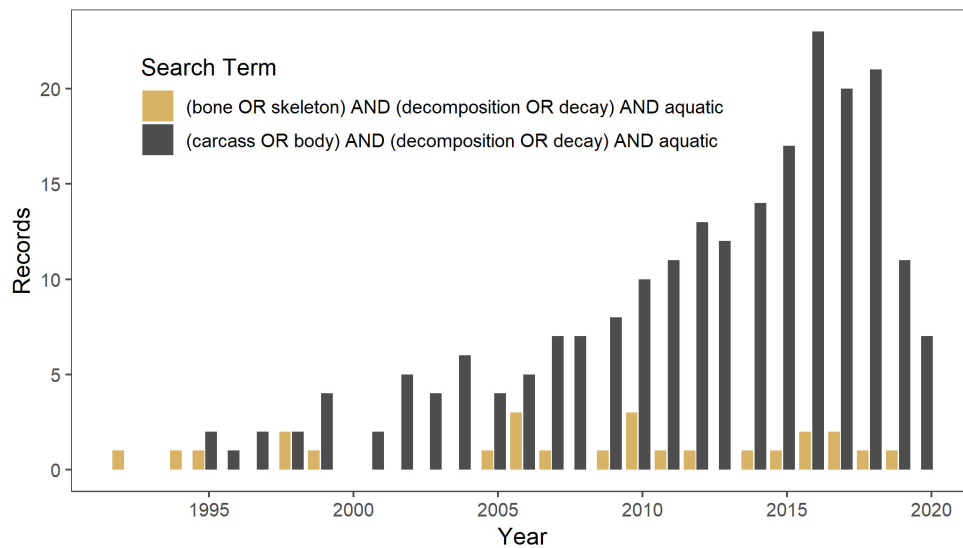 Search Term
(bone OR skeleton) AND (decomposition OR decay) AND aquatic
(carcass OR body) AND (decomposition OR decay) AND aquatic
20
15
10
5
0
Records
1995 2000 2005 2010 2015 2020
Year